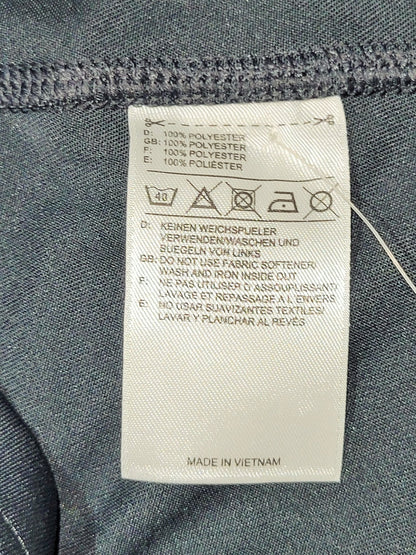 D: 100% POLYESTER
GB: 100% POLYESTER
F: 100% POLYESTER
E: 100% POLIÉSTER
40
D: KEINEN WEICHSPUELER
VERWENDEN/WASCHEN UND
BUEGELN VON LINKS
GB: DO NOT USE FABRIC SOFTENER/
WASH AND IRON INSIDE OUT
F: NE PAS UTILISER D'ASSOUPLISSANT/
LAVAGE ET REPASSAGE A L'ENVERS
E: NO USAR SUAVIZANTES TEXTILES/
LAVAR Y PLANCHAR AL REVÉS
MADE IN VIETNAM